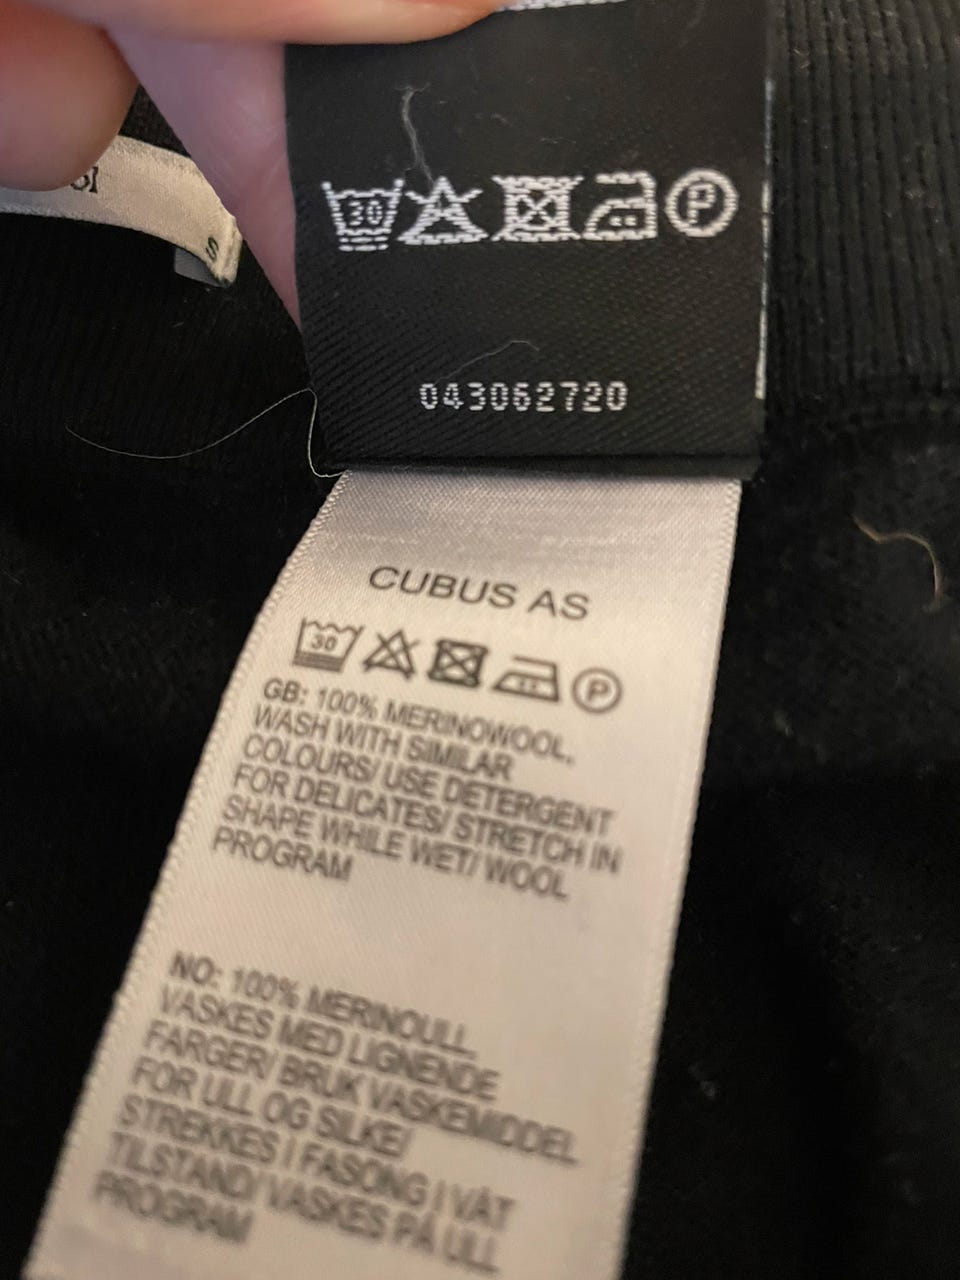 S
30
P
043062720
CUBUS AS
30
P
GB: 100% MERINOWOOL,
WASH WITH SIMILAR
COLOURS/ USE DETERGENT
FOR DELICATES/ STRETCH IN
SHAPE WHILE WET/ WOOL
PROGRAM
NO: 100% MERINOULL
VASKES MED LIGNENDE
FARGER/ BRUK VASKEMIDDEL
FOR ULL OG SILKE/
STREKKES I FASONG I VÅT
TILSTAND/ VASKES PÅ ULL
PROGRAM